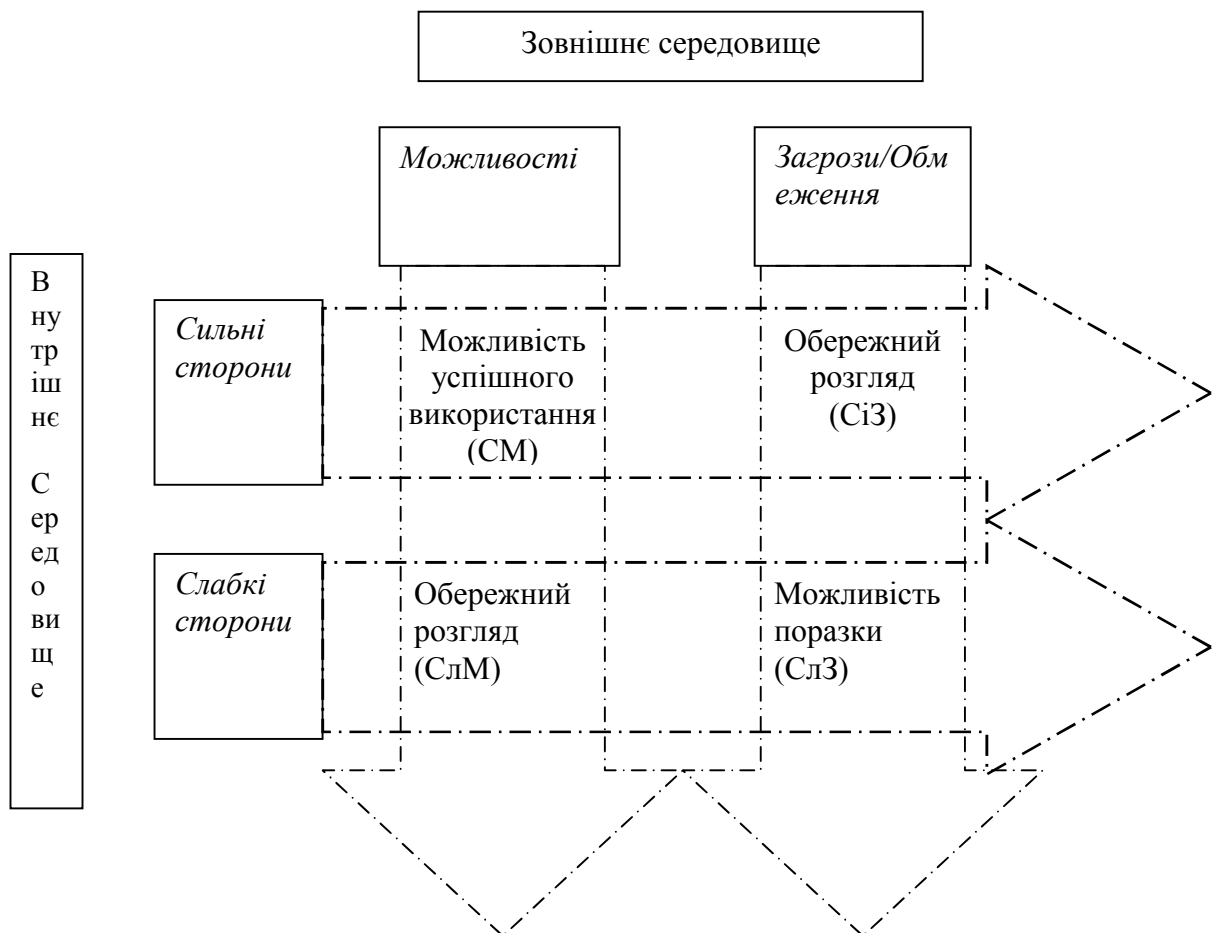 Зовнішнє середовище
Можливості
Загрози/Обм
еження
В
ну
тр
іш
нє
С
ер
ед
о
ви
щ
е
Сильні
сторони
Можливість
успішного
використання
(СМ)
Обережний
розгляд
(СіЗ)
Слабкі
сторони
Обережний
розгляд
(СлМ)
Можливість
поразки
(СлЗ)